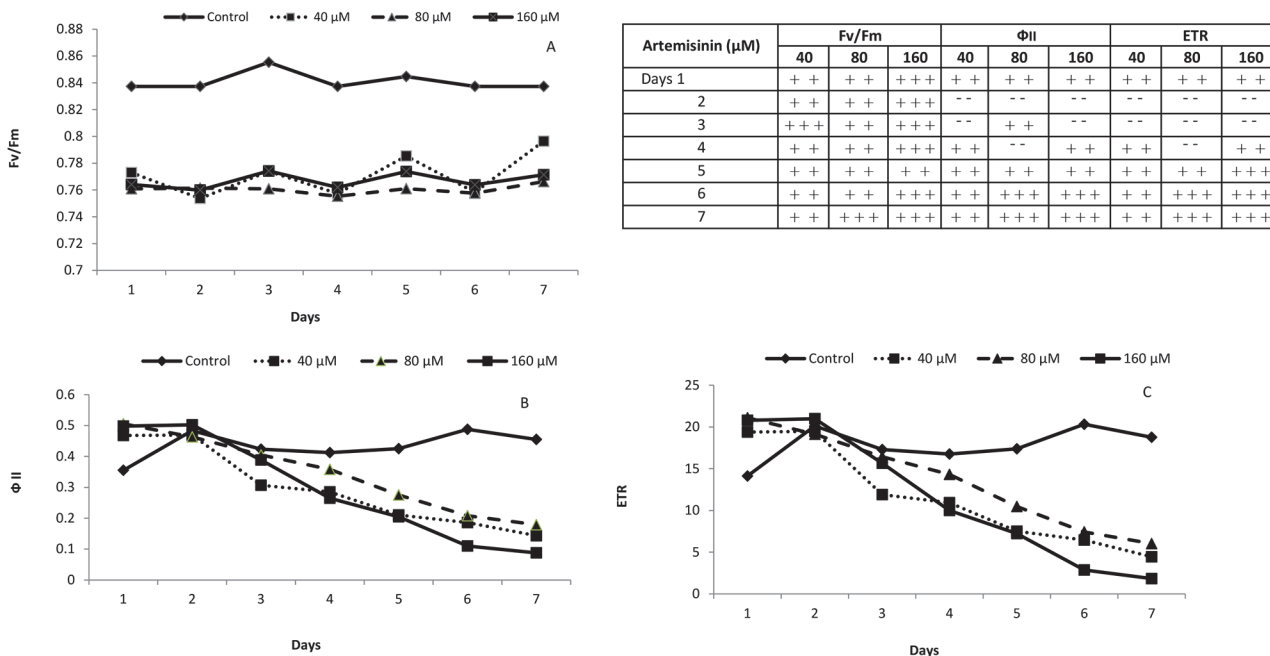 Control 40 µM 80 µM 160 µM
A
0.88
0.86
0.84
0.82
0.8
0.78
0.76
0.74
0.72
0.7
Fv/Fm
1 2 3 4 5 6 7
Days
Artemisinin (µM) Fv/Fm ΦII ETR
40 80 160 40 80 160 40 80 160
Days 1 + + + + + + + + + + + + + + + + + + +
2 + + + + + + + -- -- -- -- -- --
3 + + + + + + + + -- + + -- -- -- --
4 + + + + + + + -- + + + + -- + +
5 + + + + + + + + + + + + + + + + + + +
6 + + + + + + + + + + + + + + + + + + + + + + +
7 + + + + + + + + + + + + + + + + + + + + + + + +
Control 40 µM 80 µM 160 µM
B
0.6
0.5
0.4
0.3
0.2
0.1
0
Φ II
1 2 3 4 5 6 7
Days
Control 40 µM 80 µM 160 µM
C
25
20
15
10
5
0
ETR
1 2 3 4 5 6 7
Days